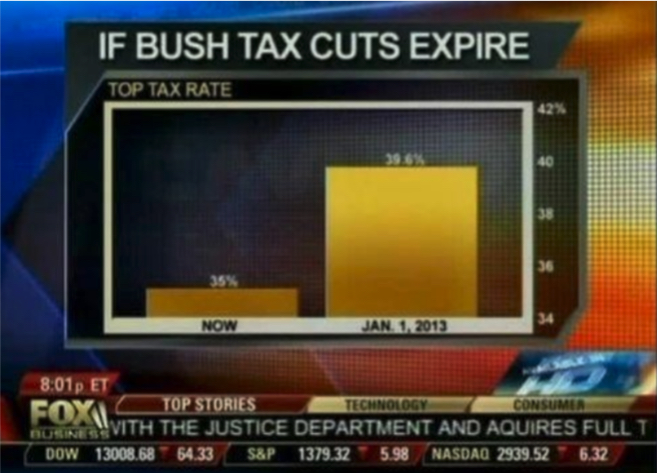 IF BUSH TAX CUTS EXPIRE
TOP TAX RATE
42%
40
38
36
34
35%
39.6%
NOW JAN. 1, 2013
8:01p ET
HD
TOP STORIES TECHNOLOGY CONSUMER
FOX
BUSINESS
WITH THE JUSTICE DEPARTMENT AND AQUIRES FULL T
DOW 13008.68 64.33 S&P 1379.32 5.98 NASDAQ 2939.52 6.32